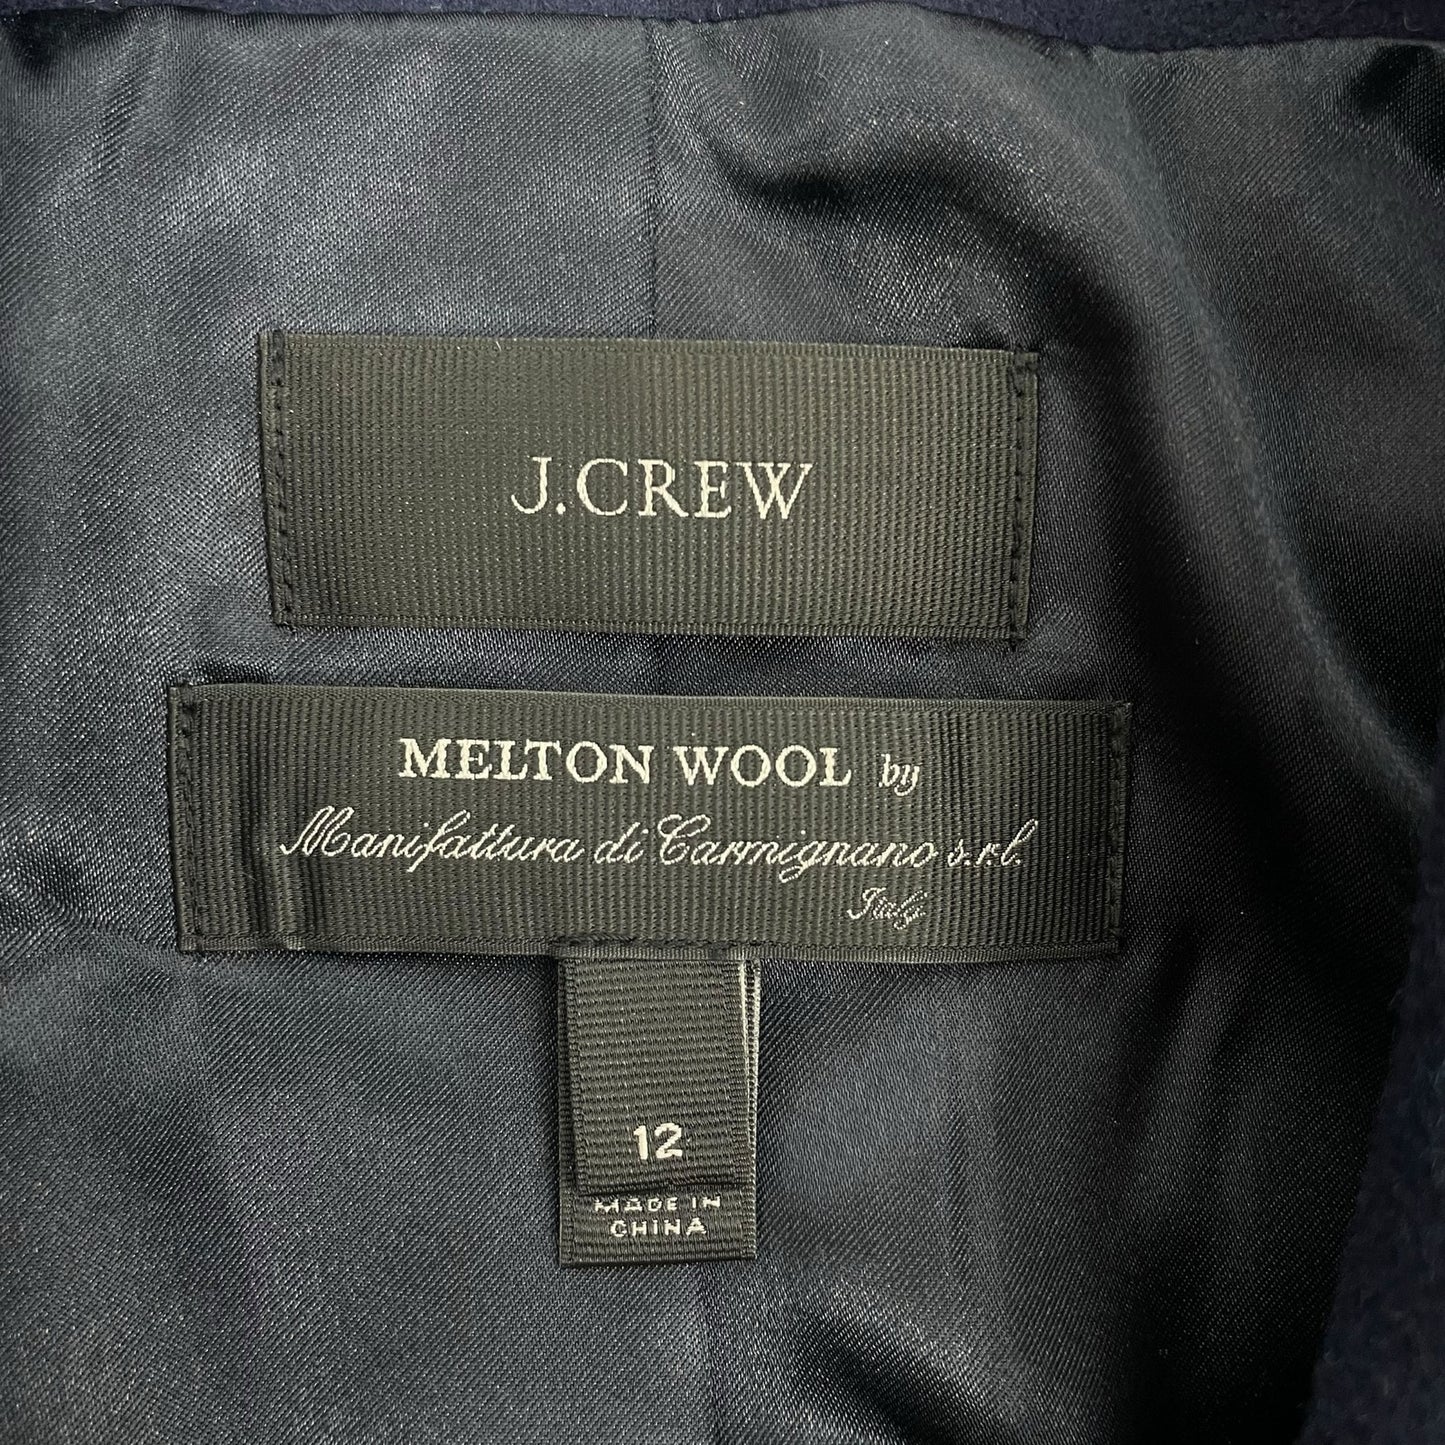 J.CREW
MELTON WOOL by
Manifattura di Carmignano s.r.l.
Italy
12
MADE IN
CHINA